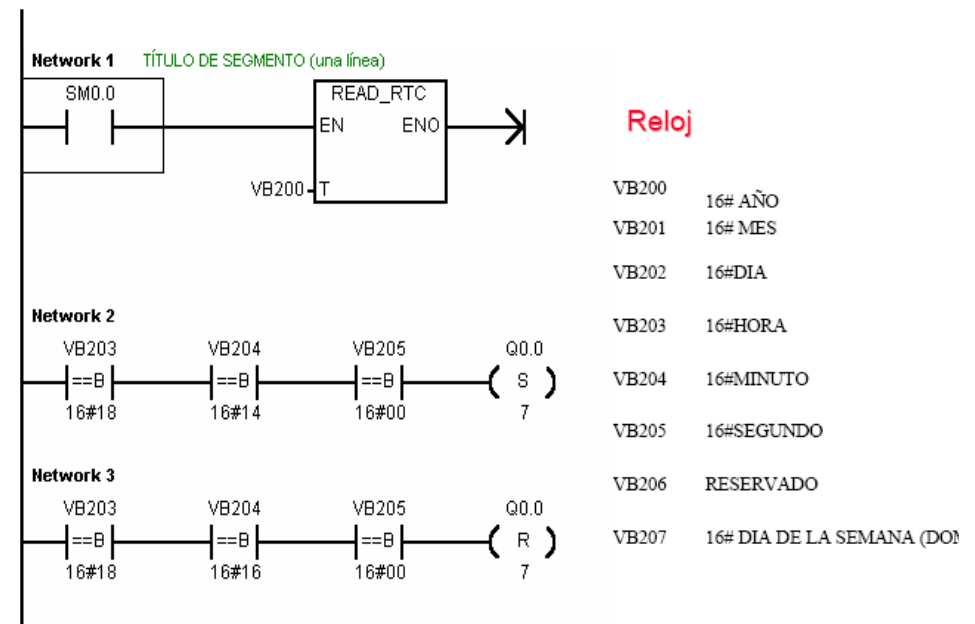 Network 1 TÍTULO DE SEGMENTO (una línea)
SM0.0
READ_RTC
EN ENO
VB200 T
Reloj
VB200 16# AÑO
VB201 16# MES
VB202 16#DIA
VB203 16#HORA
VB204 16#MINUTO
VB205 16#SEGUNDO
VB206 RESERVADO
VB207 16# DIA DE LA SEMANA (DOM
Network 2
VB203 VB204 VB205 Q0.0
==B ==B ==B S
16#18 16#14 16#00 7
Network 3
VB203 VB204 VB205 Q0.0
==B ==B ==B R
16#18 16#16 16#00 7